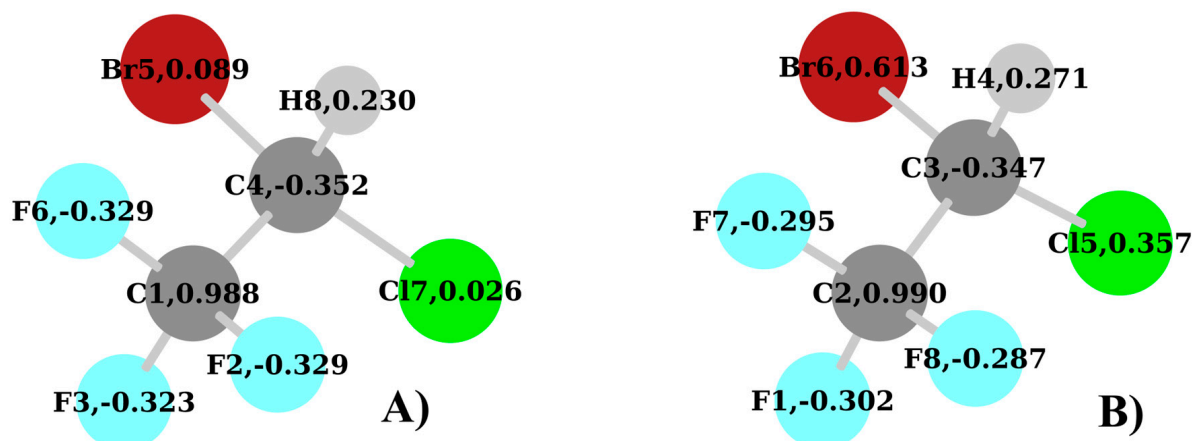 Br5,0.089
H8,0.230
C4,-0.352
F6,-0.329
C1,0.988
Cl7,0.026
F2,-0.329
F3,-0.323
A)
Br6,0.613
H4,0.271
C3,-0.347
F7,-0.295
Cl5,0.357
C2,0.990
F8,-0.287
F1,-0.302
B)